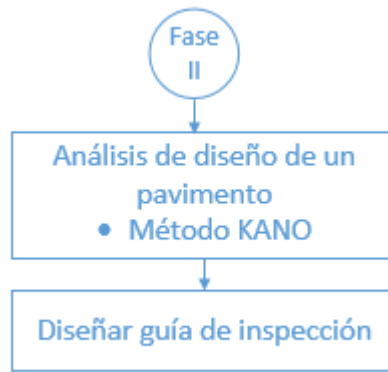 Fase
II
Análisis de diseño de un
pavimento
• Método KANO
Diseñar guía de inspección